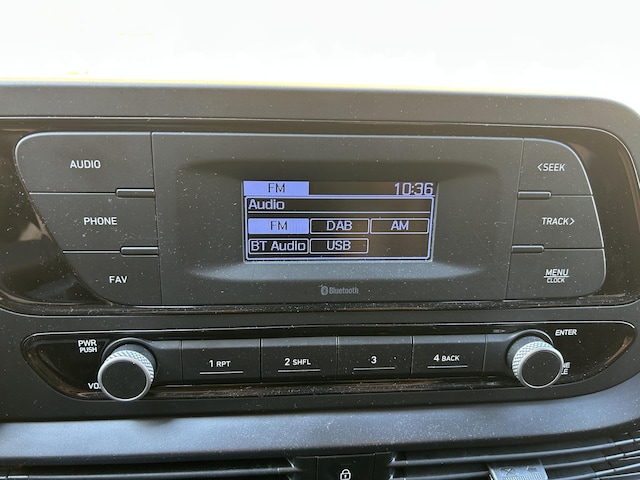 AUDIO
PHONE
FAV
FM 10:36
Audio
FM DAB AM
BT Audio USB
Bluetooth
<SEEK
TRACK>
MENU
CLOCK
PWR
PUSH
1 RPT 2 SHFL 3 4 BACK
ENTER